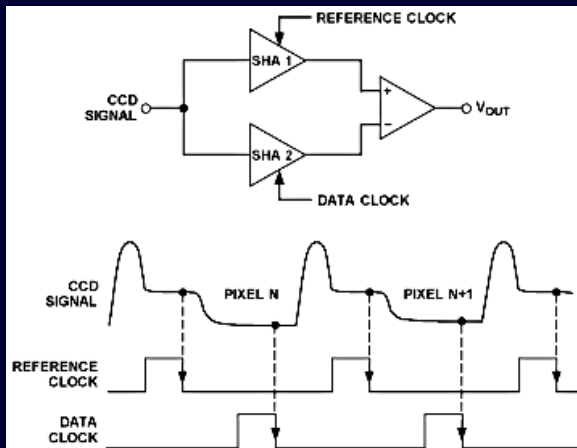 REFERENCE CLOCK
SHA 1
+
CCD
SIGNAL
−
VOUT
SHA 2
DATA CLOCK
CCD
SIGNAL
PIXEL N
PIXEL N+1
REFERENCE
CLOCK
DATA
CLOCK